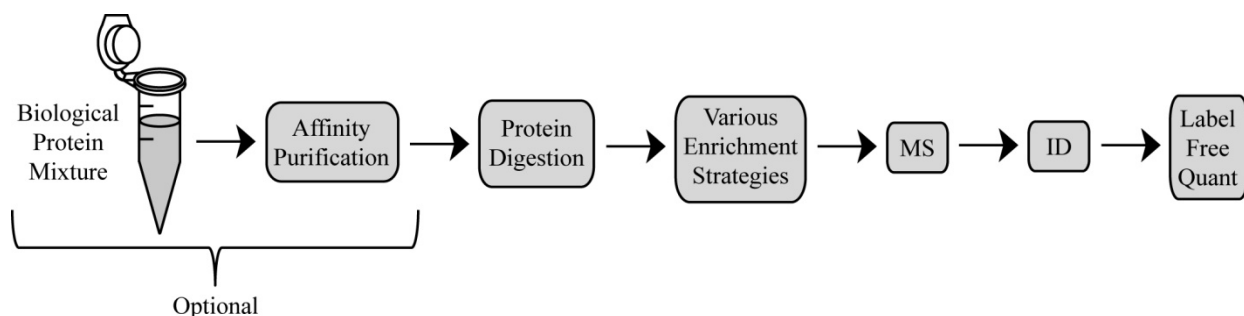 Biological
Protein
Mixture
Affinity
Purification
Protein
Digestion
Various
Enrichment
Strategies
MS
ID
Label
Free
Quant
Optional